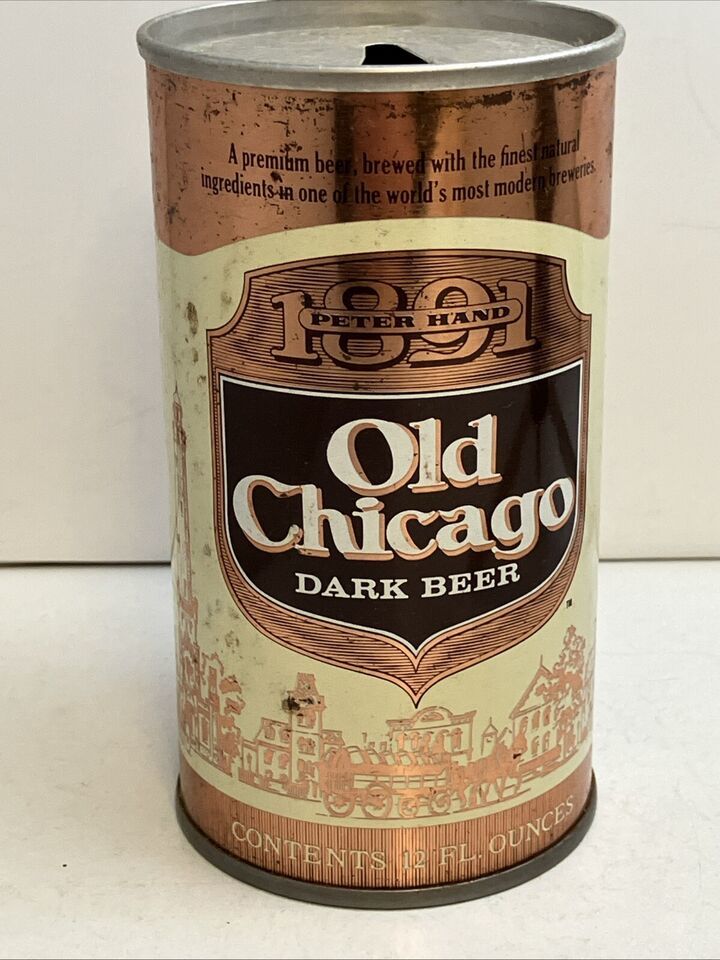 A premium beer, brewed with the finest natural
ingredients in one of the world's most modern breweries.
1891
PETER HAND
Old
Chicago
DARK BEER
TM
CONTENTS 12 FL. OUNCES